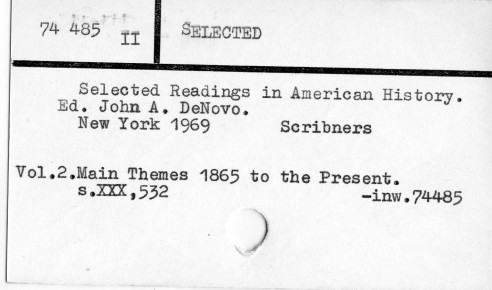 74 485 II SELECTED
Selected Readings in American History.
Ed. John A. DeNovo.
New York 1969 Scribners
Vol.2.Main Themes 1865 to the Present.
s.XXX,532 -inw.74485